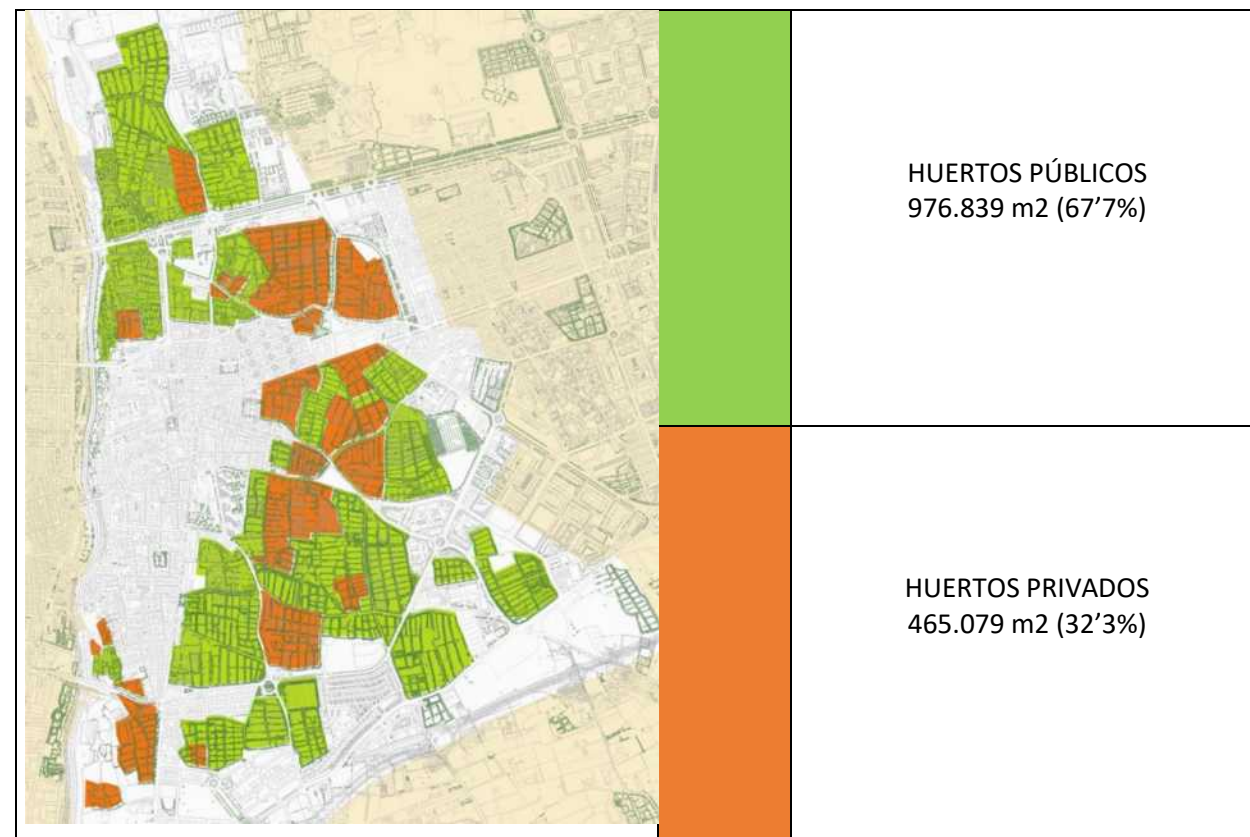 HUERTOS PÚBLICOS
976.839 m2 (67’7%)
HUERTOS PRIVADOS
465.079 m2 (32’3%)